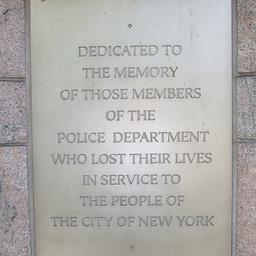 DEDICATED TO
THE MEMORY
OF THOSE MEMBERS
OF THE
POLICE DEPARTMENT
WHO LOST THEIR LIVES
IN SERVICE TO
THE PEOPLE OF
THE CITY OF NEW YORK